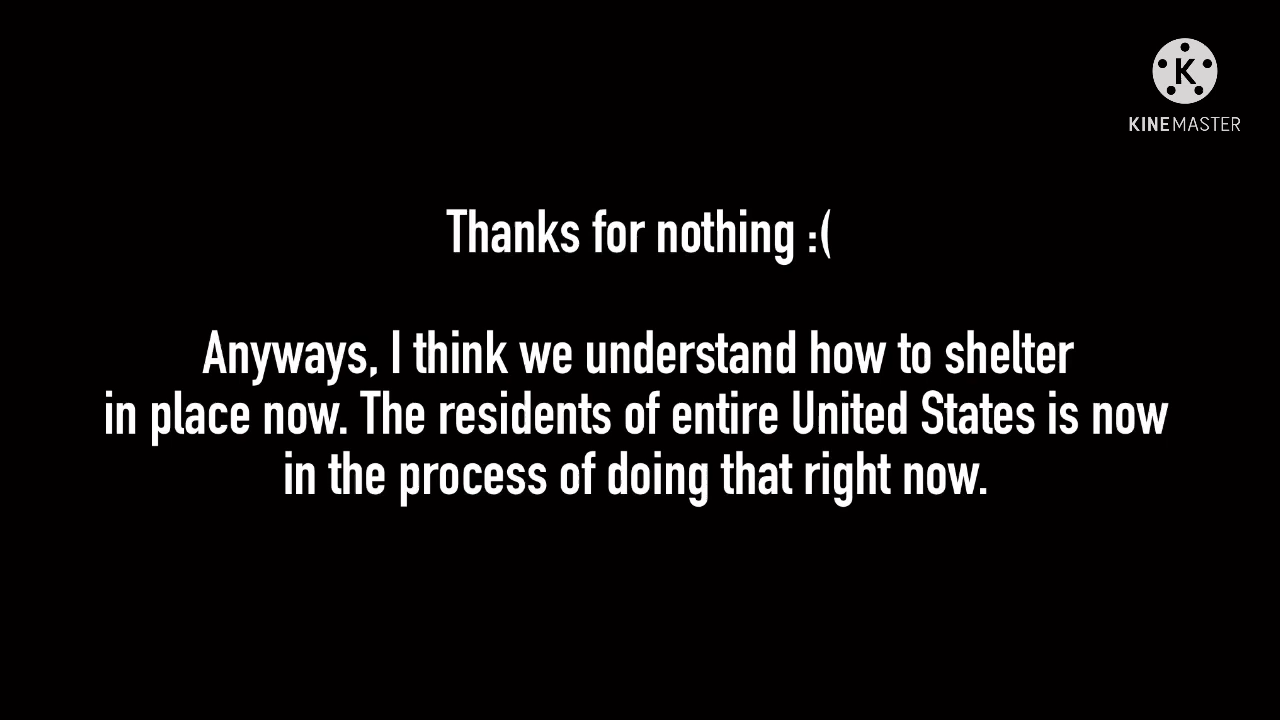 K
KINEMASTER
Thanks for nothing :(
Anyways, I think we understand how to shelter
in place now. The residents of entire United States is now
in the process of doing that right now.